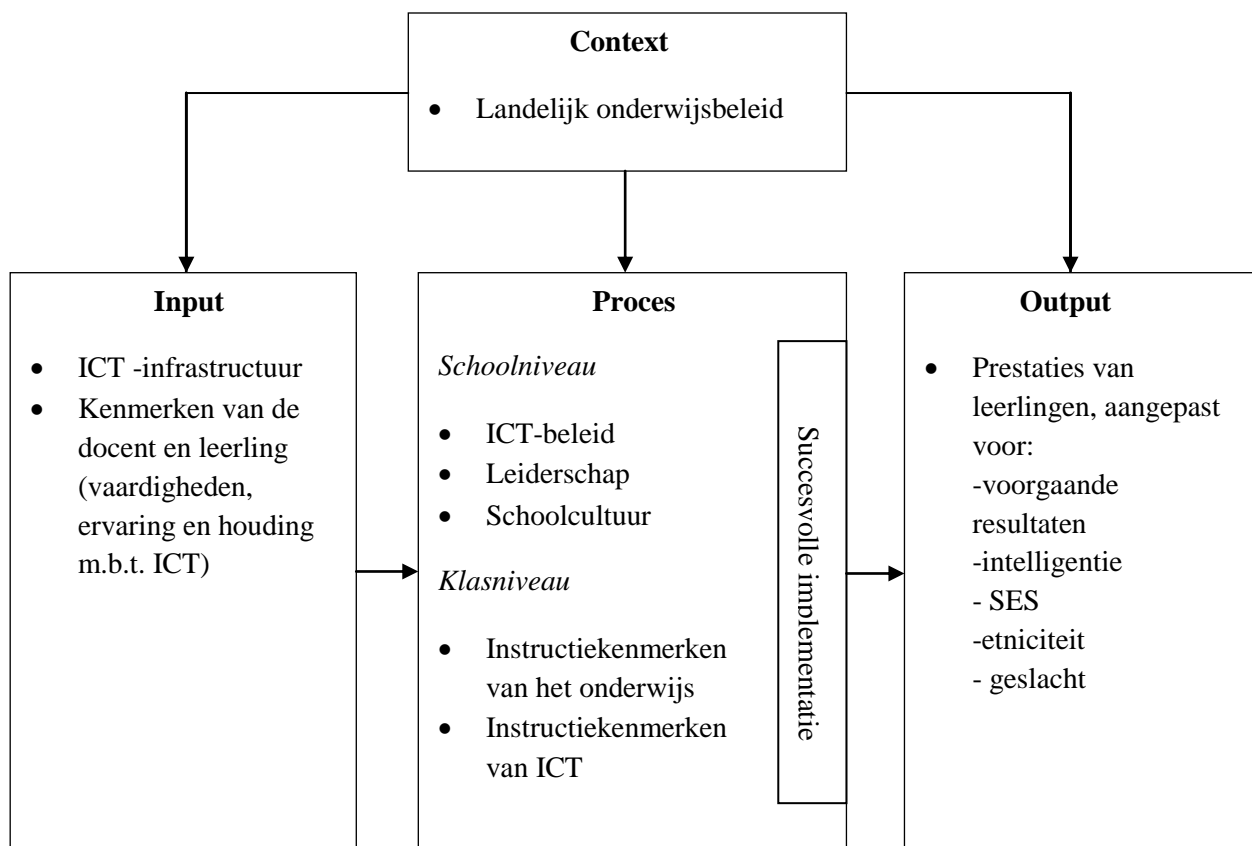 Context
• Landelijk onderwijsbeleid
Input
• ICT -infrastructuur
• Kenmerken van de
docent en leerling
(vaardigheden,
ervaring en houding
m.b.t. ICT)
Proces
Schoolniveau
• ICT-beleid
• Leiderschap
• Schoolcultuur
Klasniveau
• Instructiekenmerken
van het onderwijs
• Instructiekenmerken
van ICT
Succesvolle implementatie
Output
• Prestaties van
leerlingen, aangepast
voor:
-voorgaande
resultaten
-intelligentie
- SES
-etniciteit
- geslacht